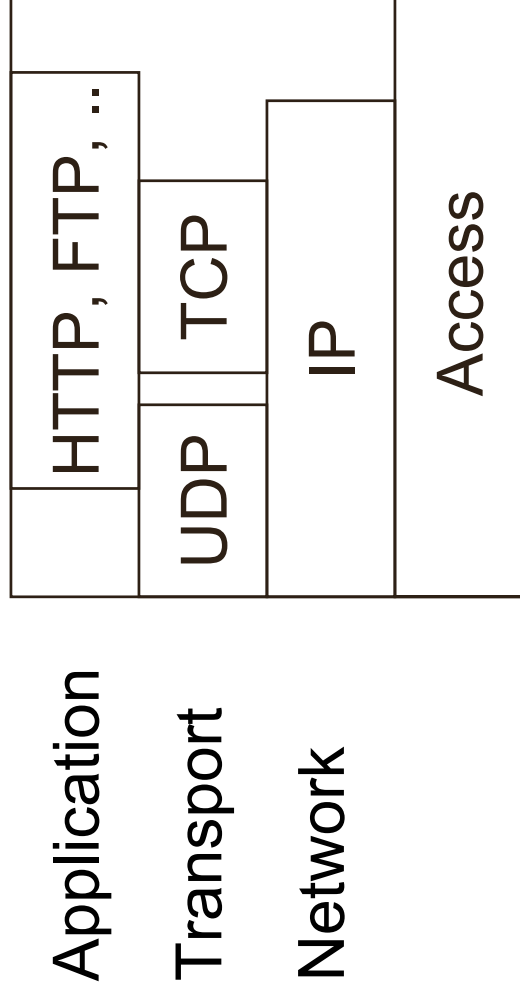 Application
HTTP, FTP, ..
Transport
UDP
TCP
Network
IP
Access